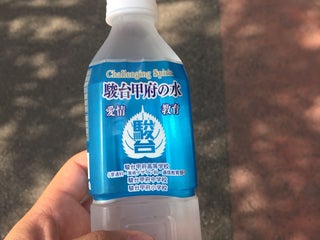 Challenging Spirit
駿台甲府の水
愛情 教育
駿台
駿台甲府高等学校
駿台甲府中学校
駿台甲府小学校